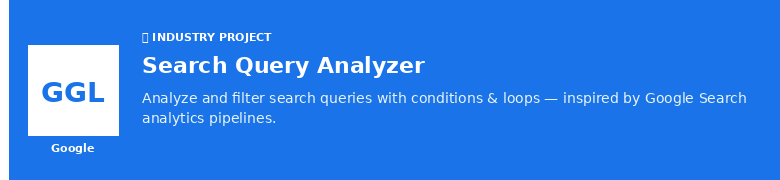 INDUSTRY PROJECT
GGL
Search Query Analyzer
Analyze and filter search queries with conditions & loops — inspired by Google Search
analytics pipelines.
Google